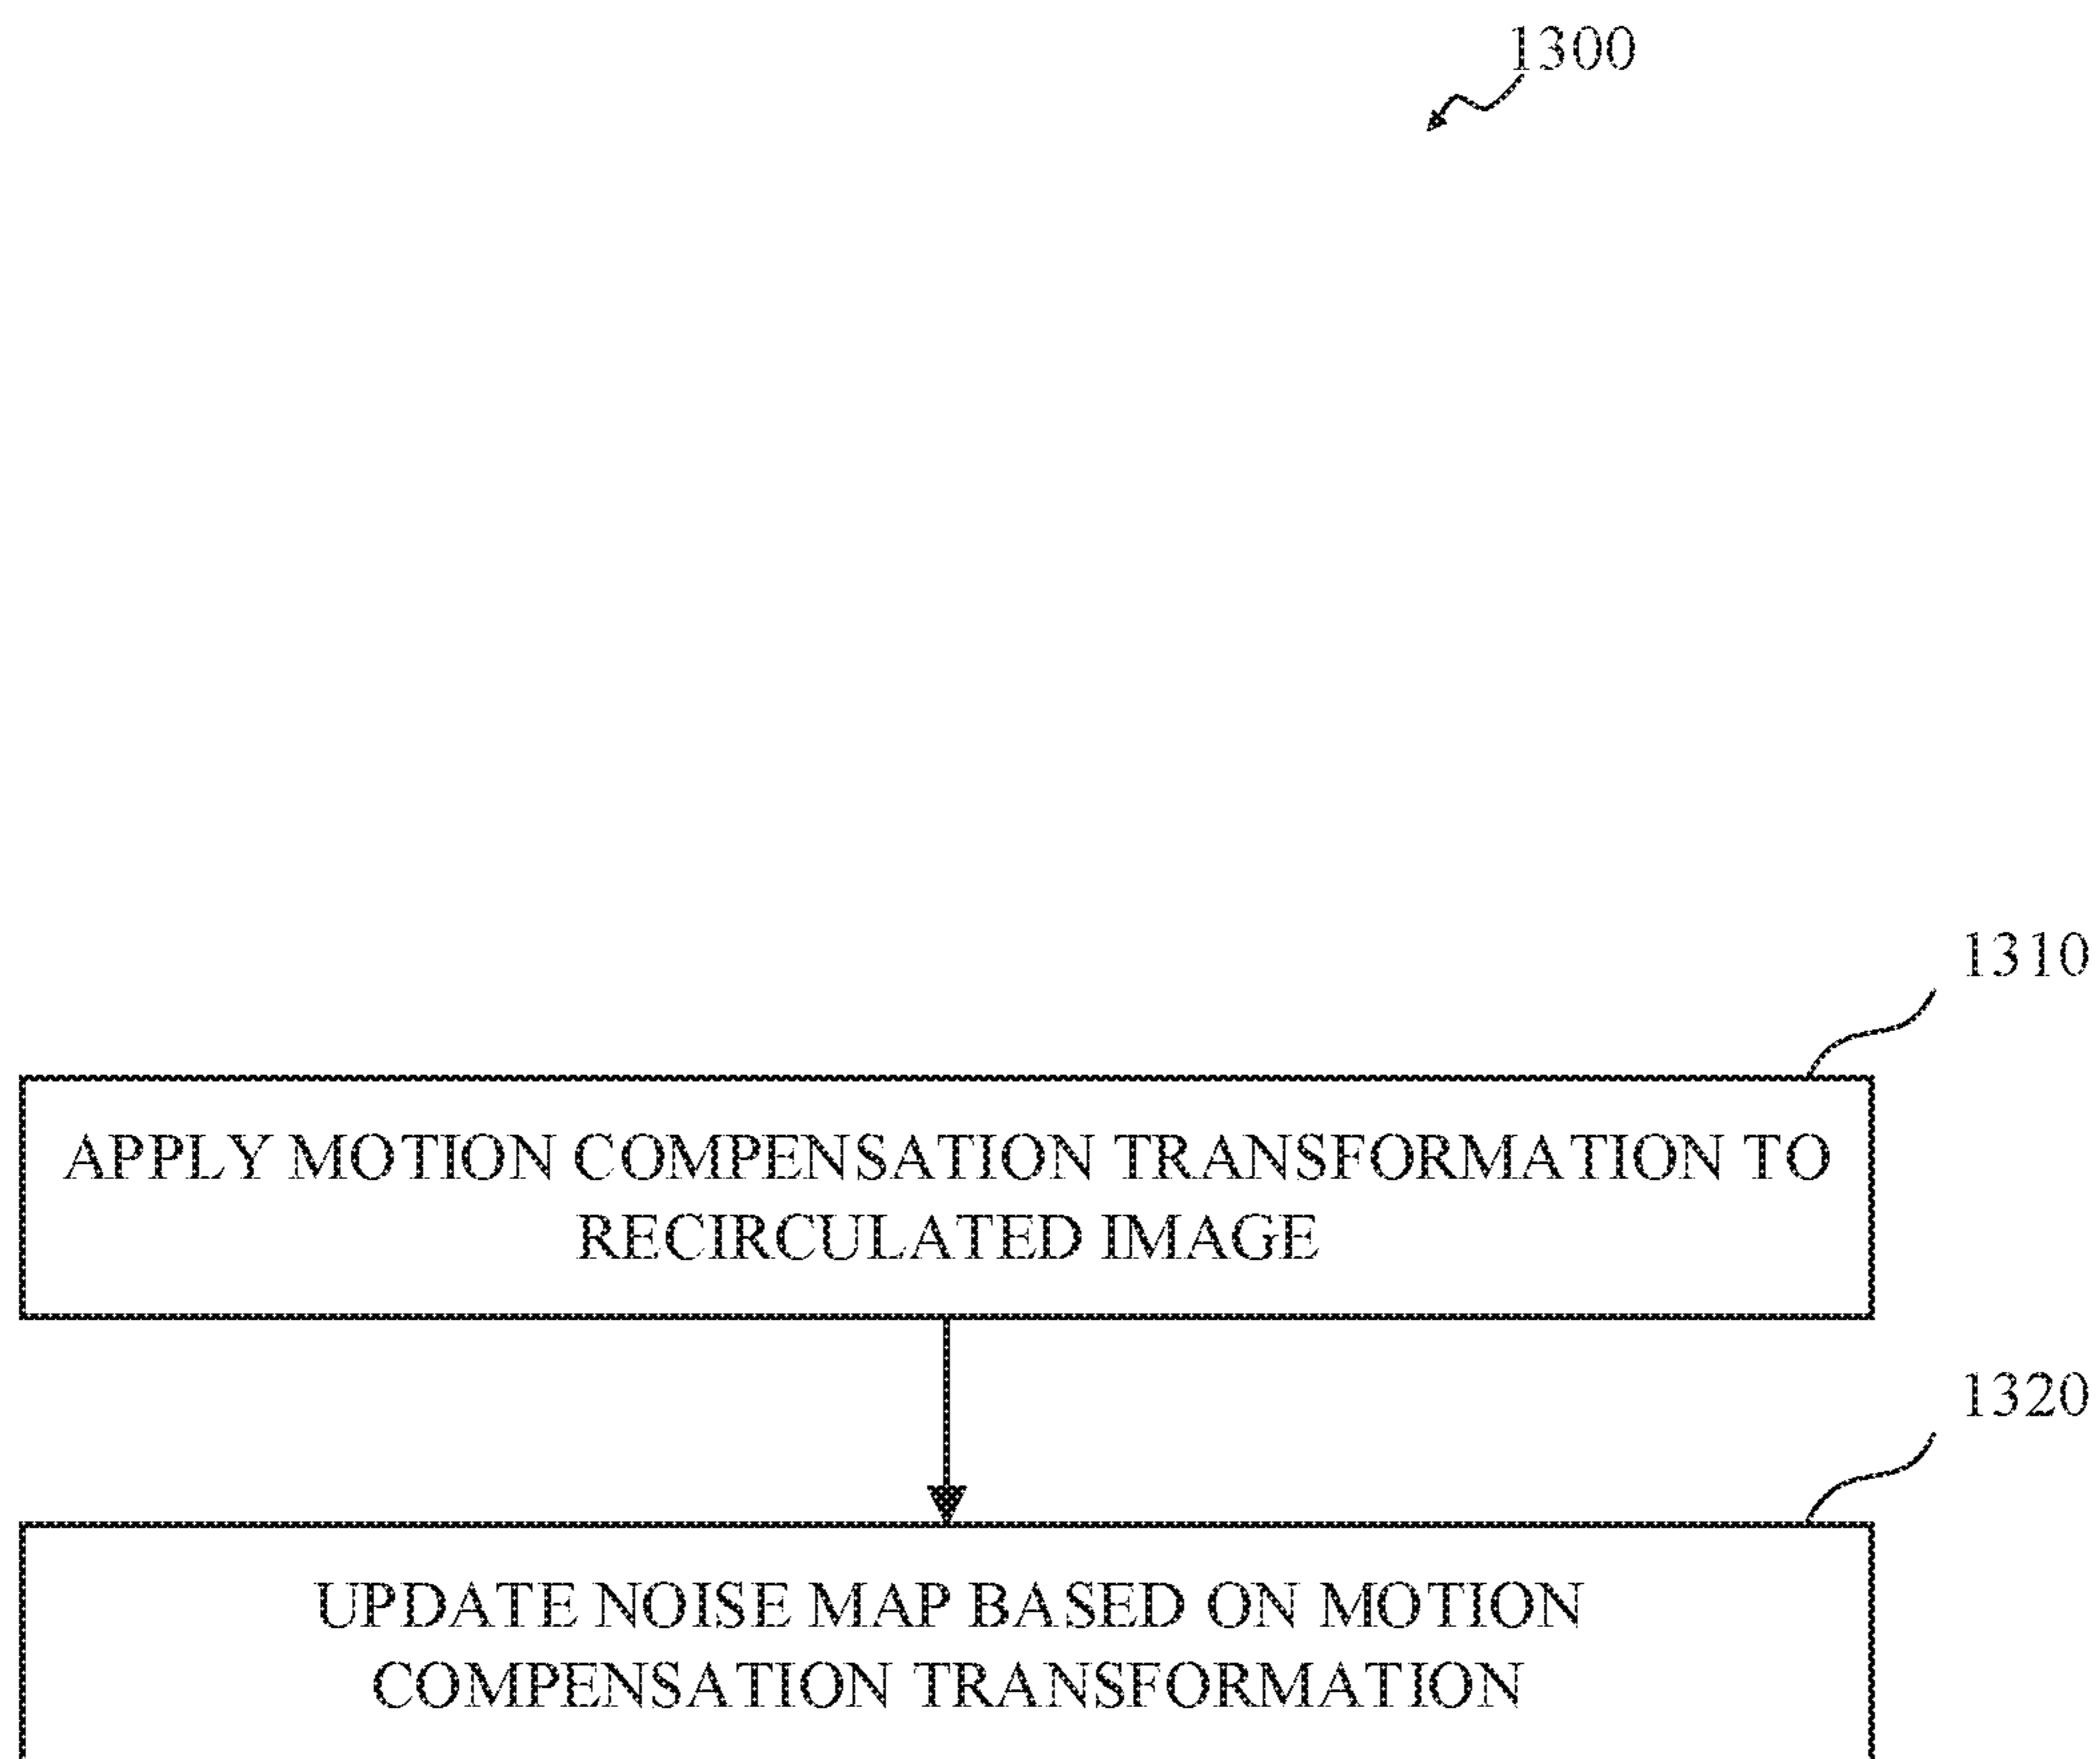 1300
1310
APPLY MOTION COMPENSATION TRANSFORMATION TO
RECIRCULATED IMAGE
1320
UPDATE NOISE MAP BASED ON MOTION
COMPENSATION TRANSFORMATION